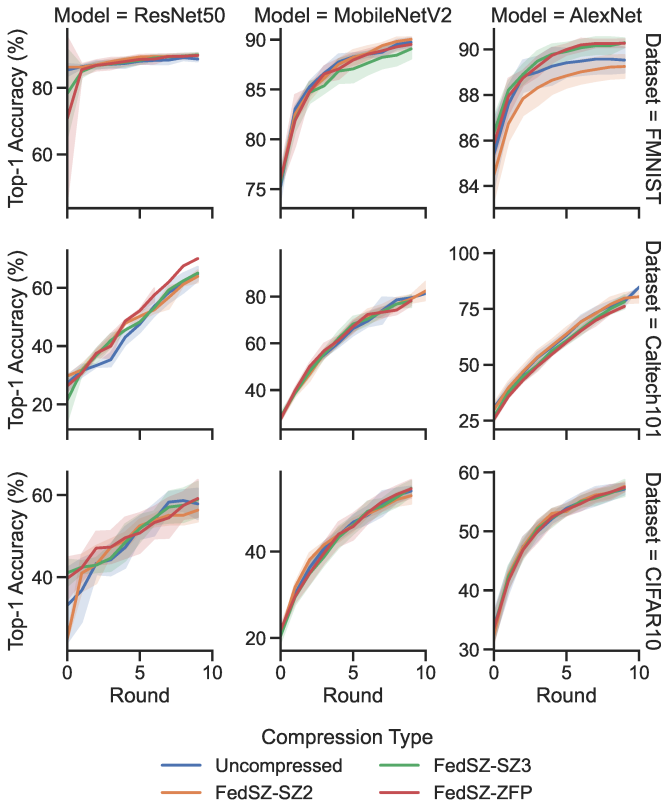 Model = ResNet50 Model = MobileNetV2 Model = AlexNet
Top-1 Accuracy (%)
80
60
90
85
80
75
90
88
86
84
Dataset = FMNIST
Top-1 Accuracy (%)
60
40
20
80
60
40
100
75
50
25
Dataset = Caltech101
Top-1 Accuracy (%)
60
40
40
20
60
50
40
30
Dataset = CIFAR10
0 5 10 0 5 10 0 5 10
Round Round Round
Compression Type
Uncompressed FedSZ-SZ3
FedSZ-SZ2 FedSZ-ZFP